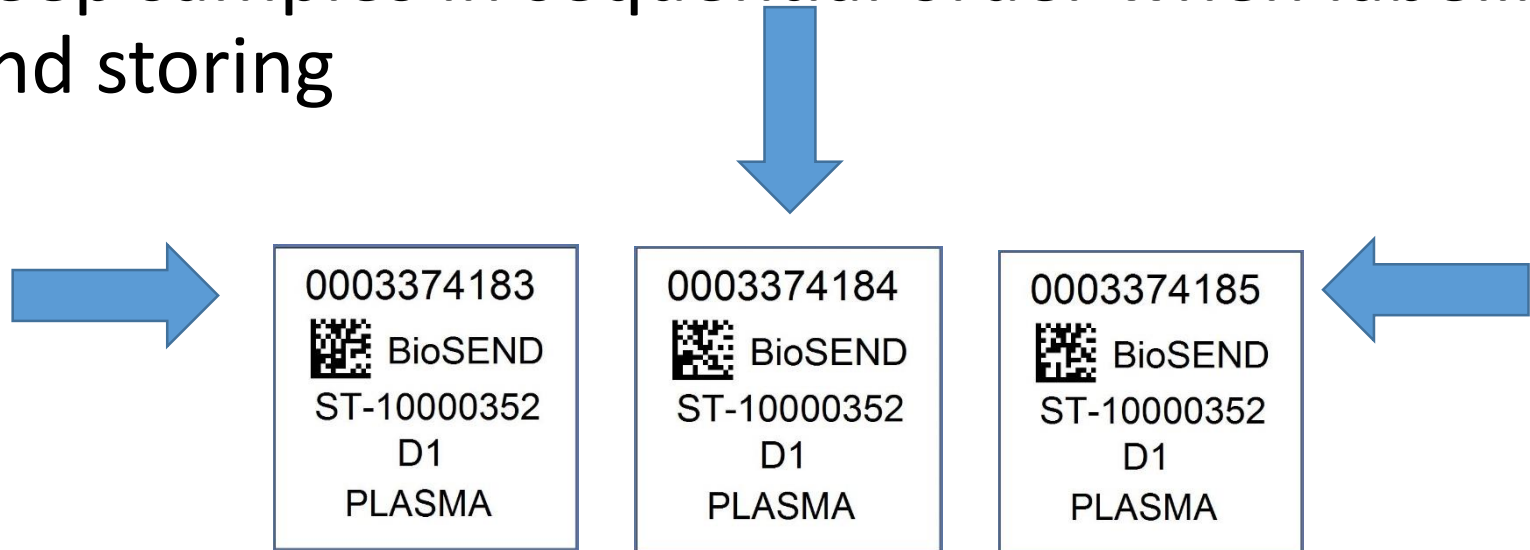 nd storing
0003374183
BioSEND
ST-10000352
D1
PLASMA
0003374184
BioSEND
ST-10000352
D1
PLASMA
0003374185
BioSEND
ST-10000352
D1
PLASMA